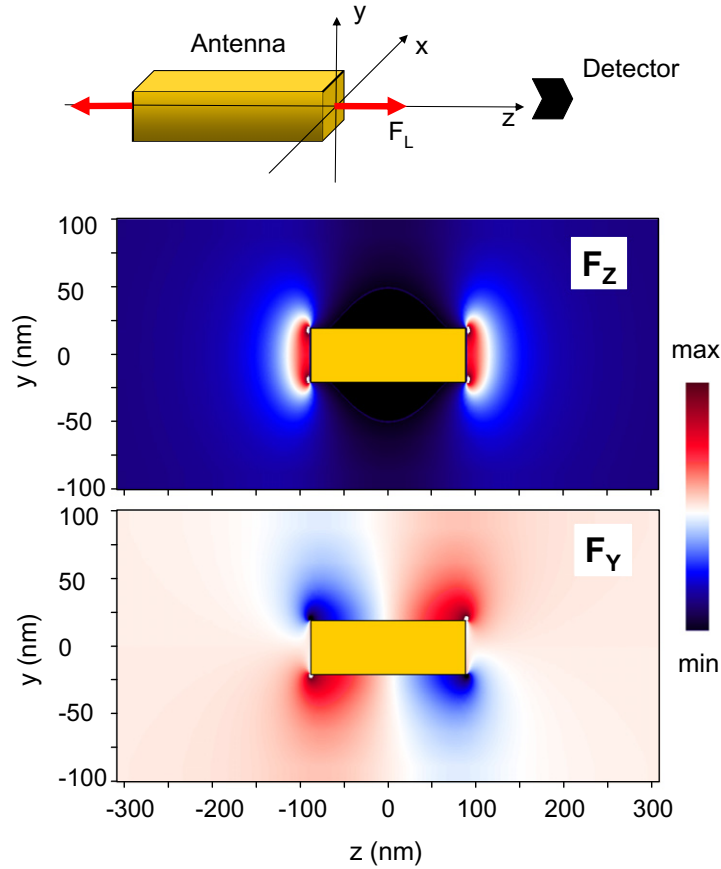 y
Antenna
x
Detector
z
F_L
100
F_Z
50
y (nm)
0
-50
-100
max
100
F_Y
50
y (nm)
0
min
-50
-100
-300
-200
-100
0
100
200
300
z (nm)